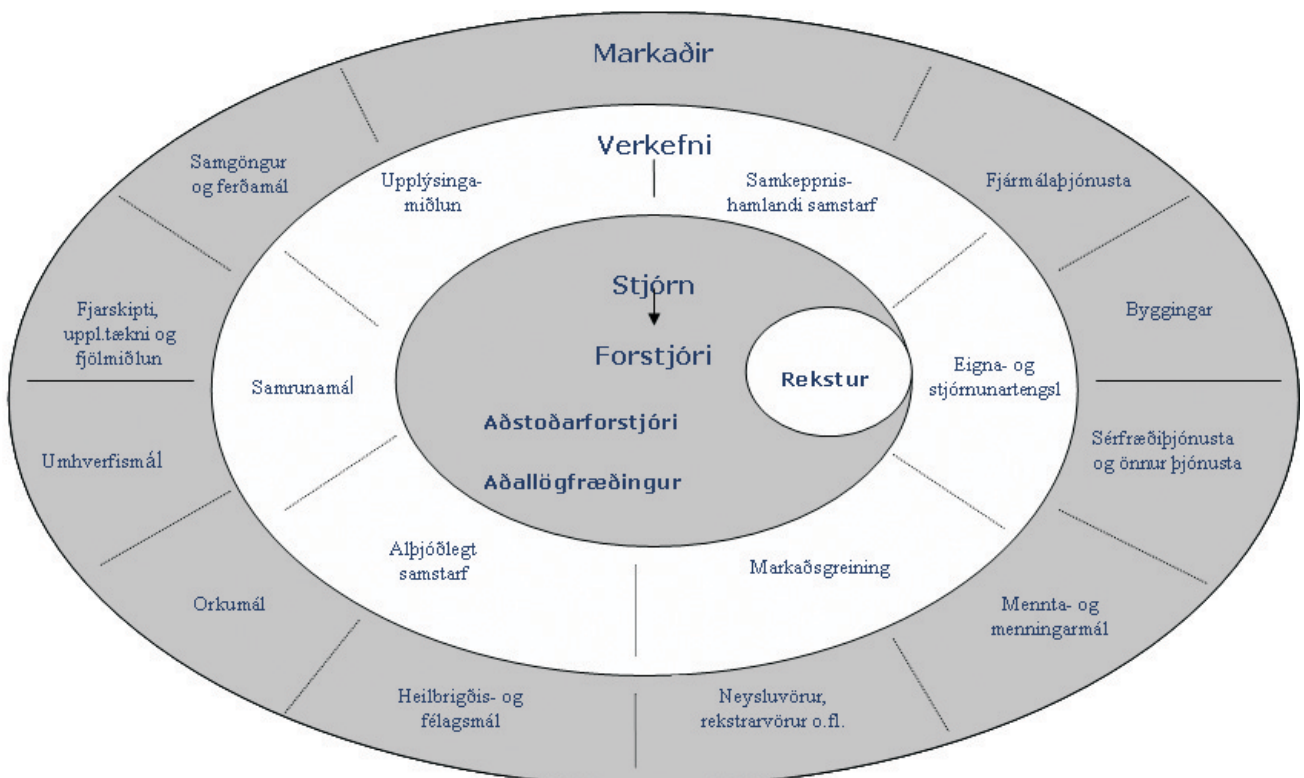 Markaðir
Verkefni
Samgöngur
og ferðamál
Upplýsinga-
miðlun
Samkeppnis-
hamlandi samstarf
Fjármálaþjónusta
Stjórn
Forstjóri
Rekstur
Aðstoðarforstjóri
Aðallögfræðingur
Fjarskipti,
uppl.tækni og
fjölmiðlun
Samrunamál
Eigna- og
stjórnunartengsl
Byggingar
Umhverfismál
Sérfræðiþjónusta
og önnur þjónusta
Alþjóðlegt
samstarf
Markaðsgreining
Orkumál
Mennta- og
menningarmál
Heilbrigðis- og
félagsmál
Neysluvörur,
rekstrarvörur o.fl.